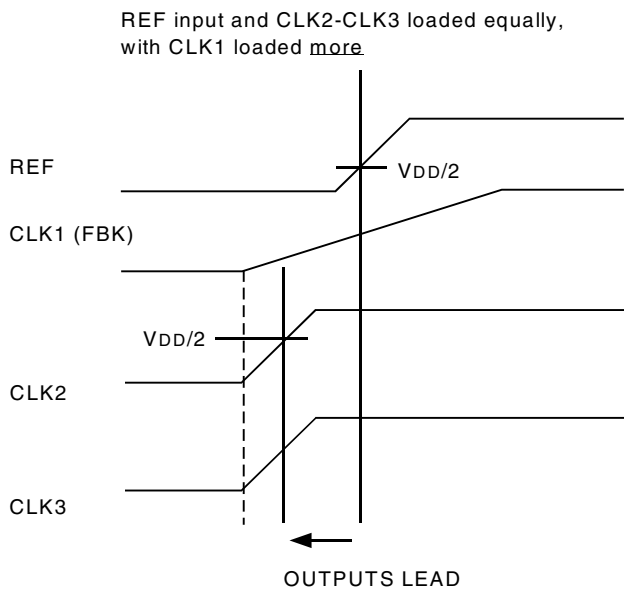 REF input and CLK2-CLK3 loaded equally,
with CLK1 loaded more
REF
VDD/2
CLK1 (FBK)
VDD/2
CLK2
CLK3
OUTPUTS LEAD